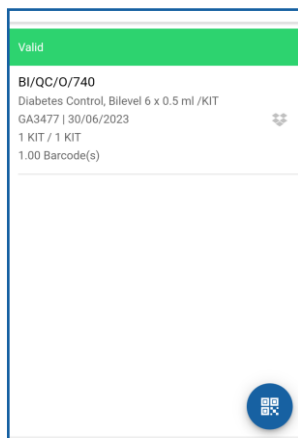 Valid
BI/QC/O/740
Diabetes Control, Bilevel 6 x 0.5 ml /KIT
GA3477 | 30/06/2023
1 KIT / 1 KIT
1.00 Barcode(s)